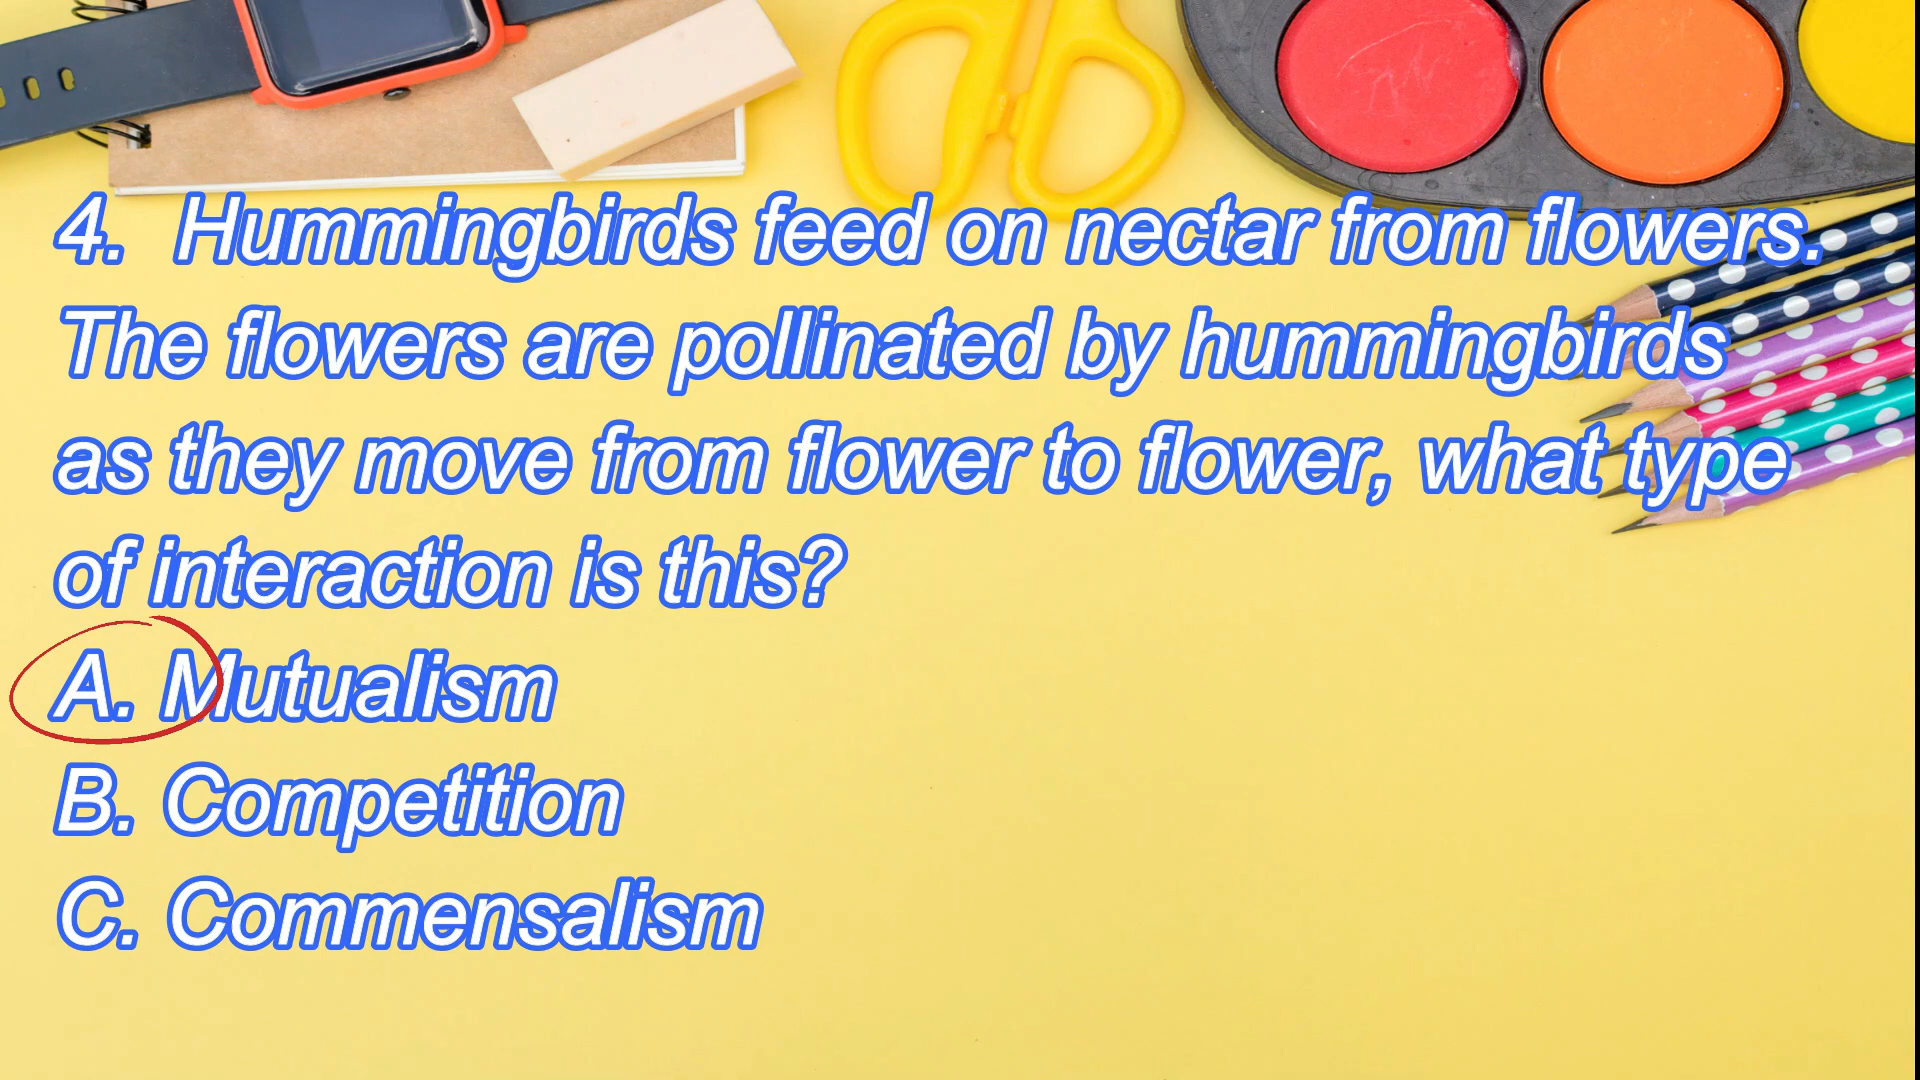 4. Hummingbirds feed on nectar from flowers.
The flowers are pollinated by hummingbirds
as they move from flower to flower, what type
of interaction is this?
A. Mutualism
B. Competition
C. Commensalism